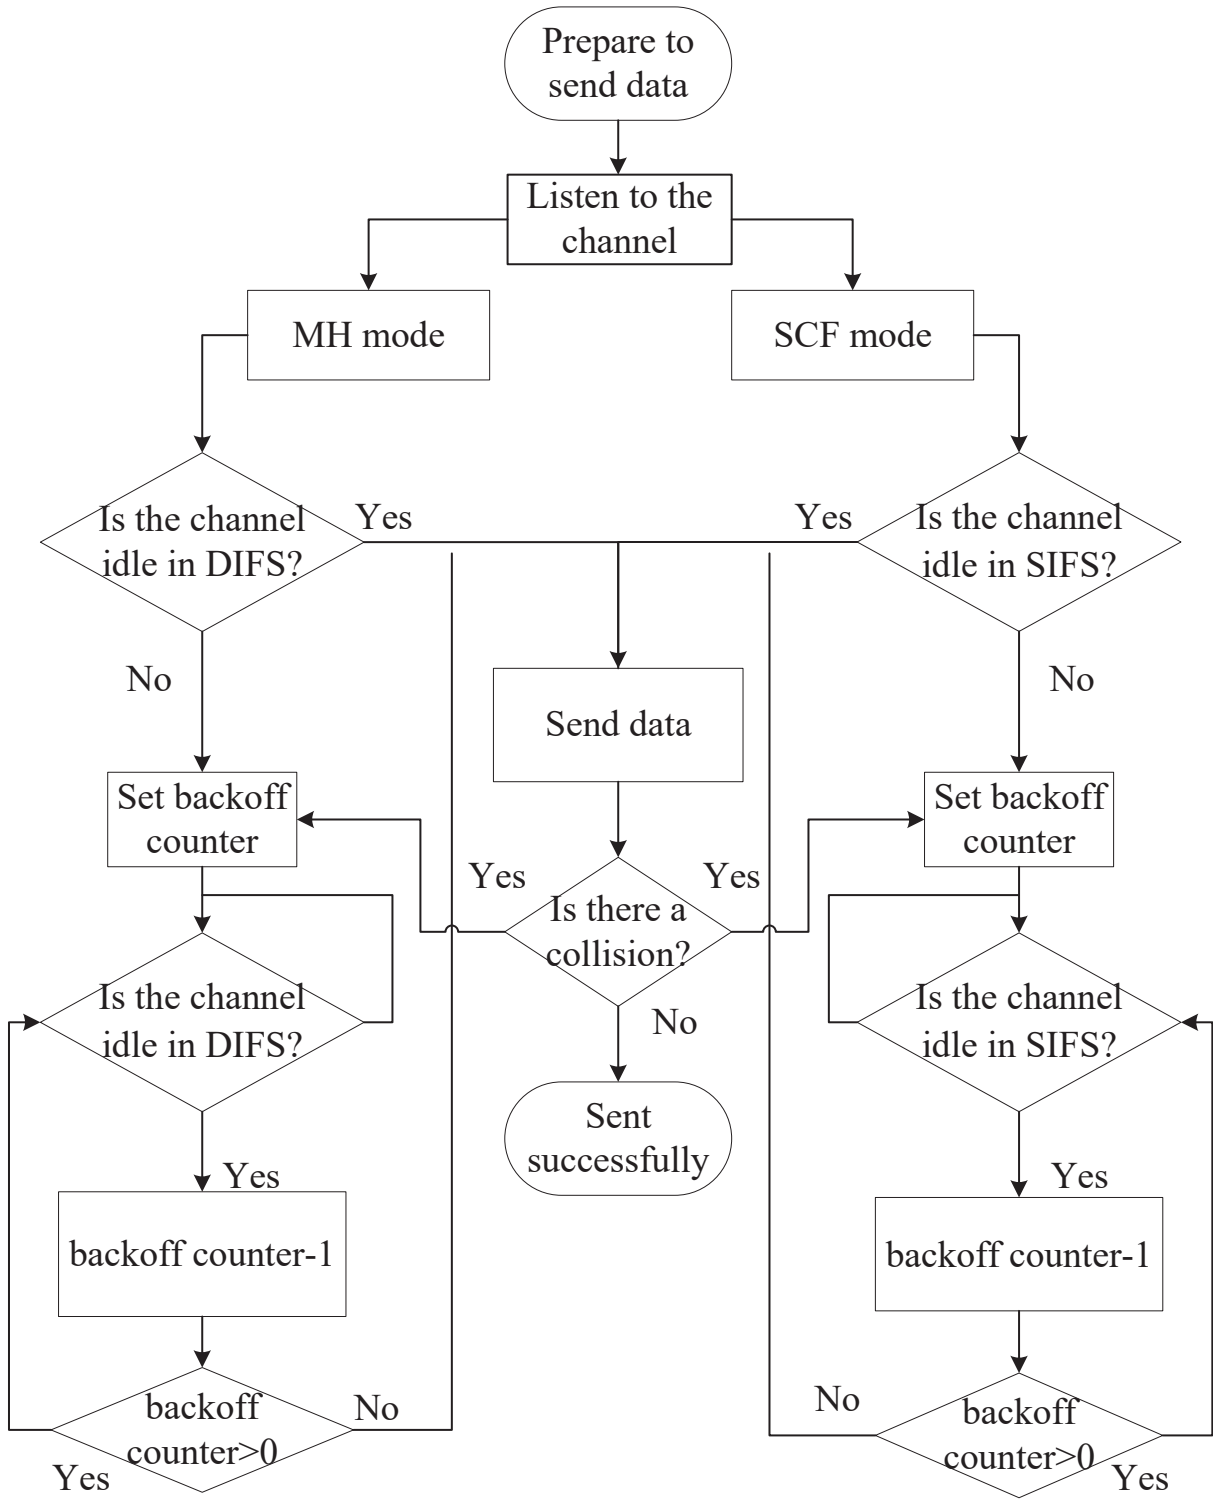 Prepare to
send data
Listen to the
channel
MH mode
SCF mode
Is the channel
idle in DIFS?
Yes
Yes
Is the channel
idle in SIFS?
No
No
Send data
Set backoff
counter
Set backoff
counter
Yes
Yes
Is there a
collision?
Is the channel
idle in DIFS?
Is the channel
idle in SIFS?
No
Sent
successfully
Yes
Yes
backoff counter-1
backoff counter-1
backoff
counter>0
No
Yes
No
backoff
counter>0
Yes